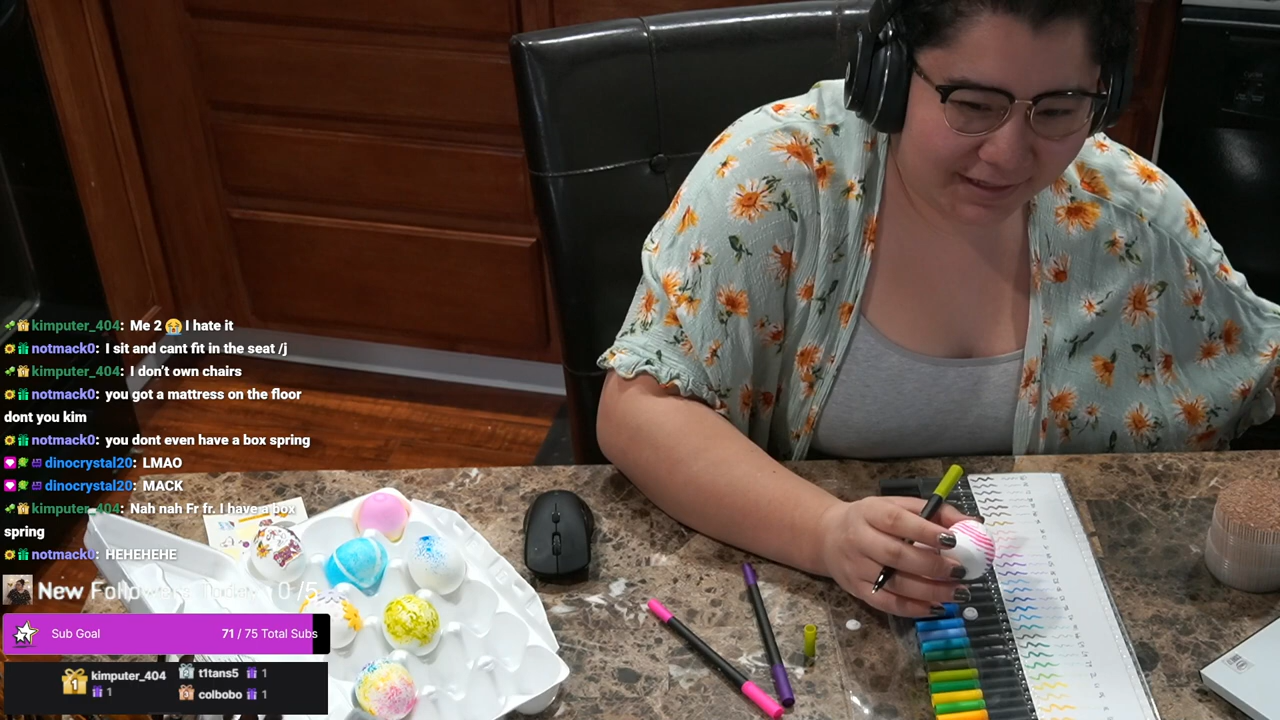 kimputer_404: Me 2 😭 I hate it
notmack0: I sit and cant fit in the seat /j
kimputer_404: I don't own chairs
notmack0: you got a mattress on the floor
dont you kim
notmack0: you dont even have a box spring
dinocrystal20: LMAO
dinocrystal20: MACK
kimputer_404: Nah nah Fr fr. I have a box
spring
notmack0: HEHEHEHE
New Followers Today 0 /5
Sub Goal 71 / 75 Total Subs
kimputer_404 1
t1tans5 1
colbobo 1